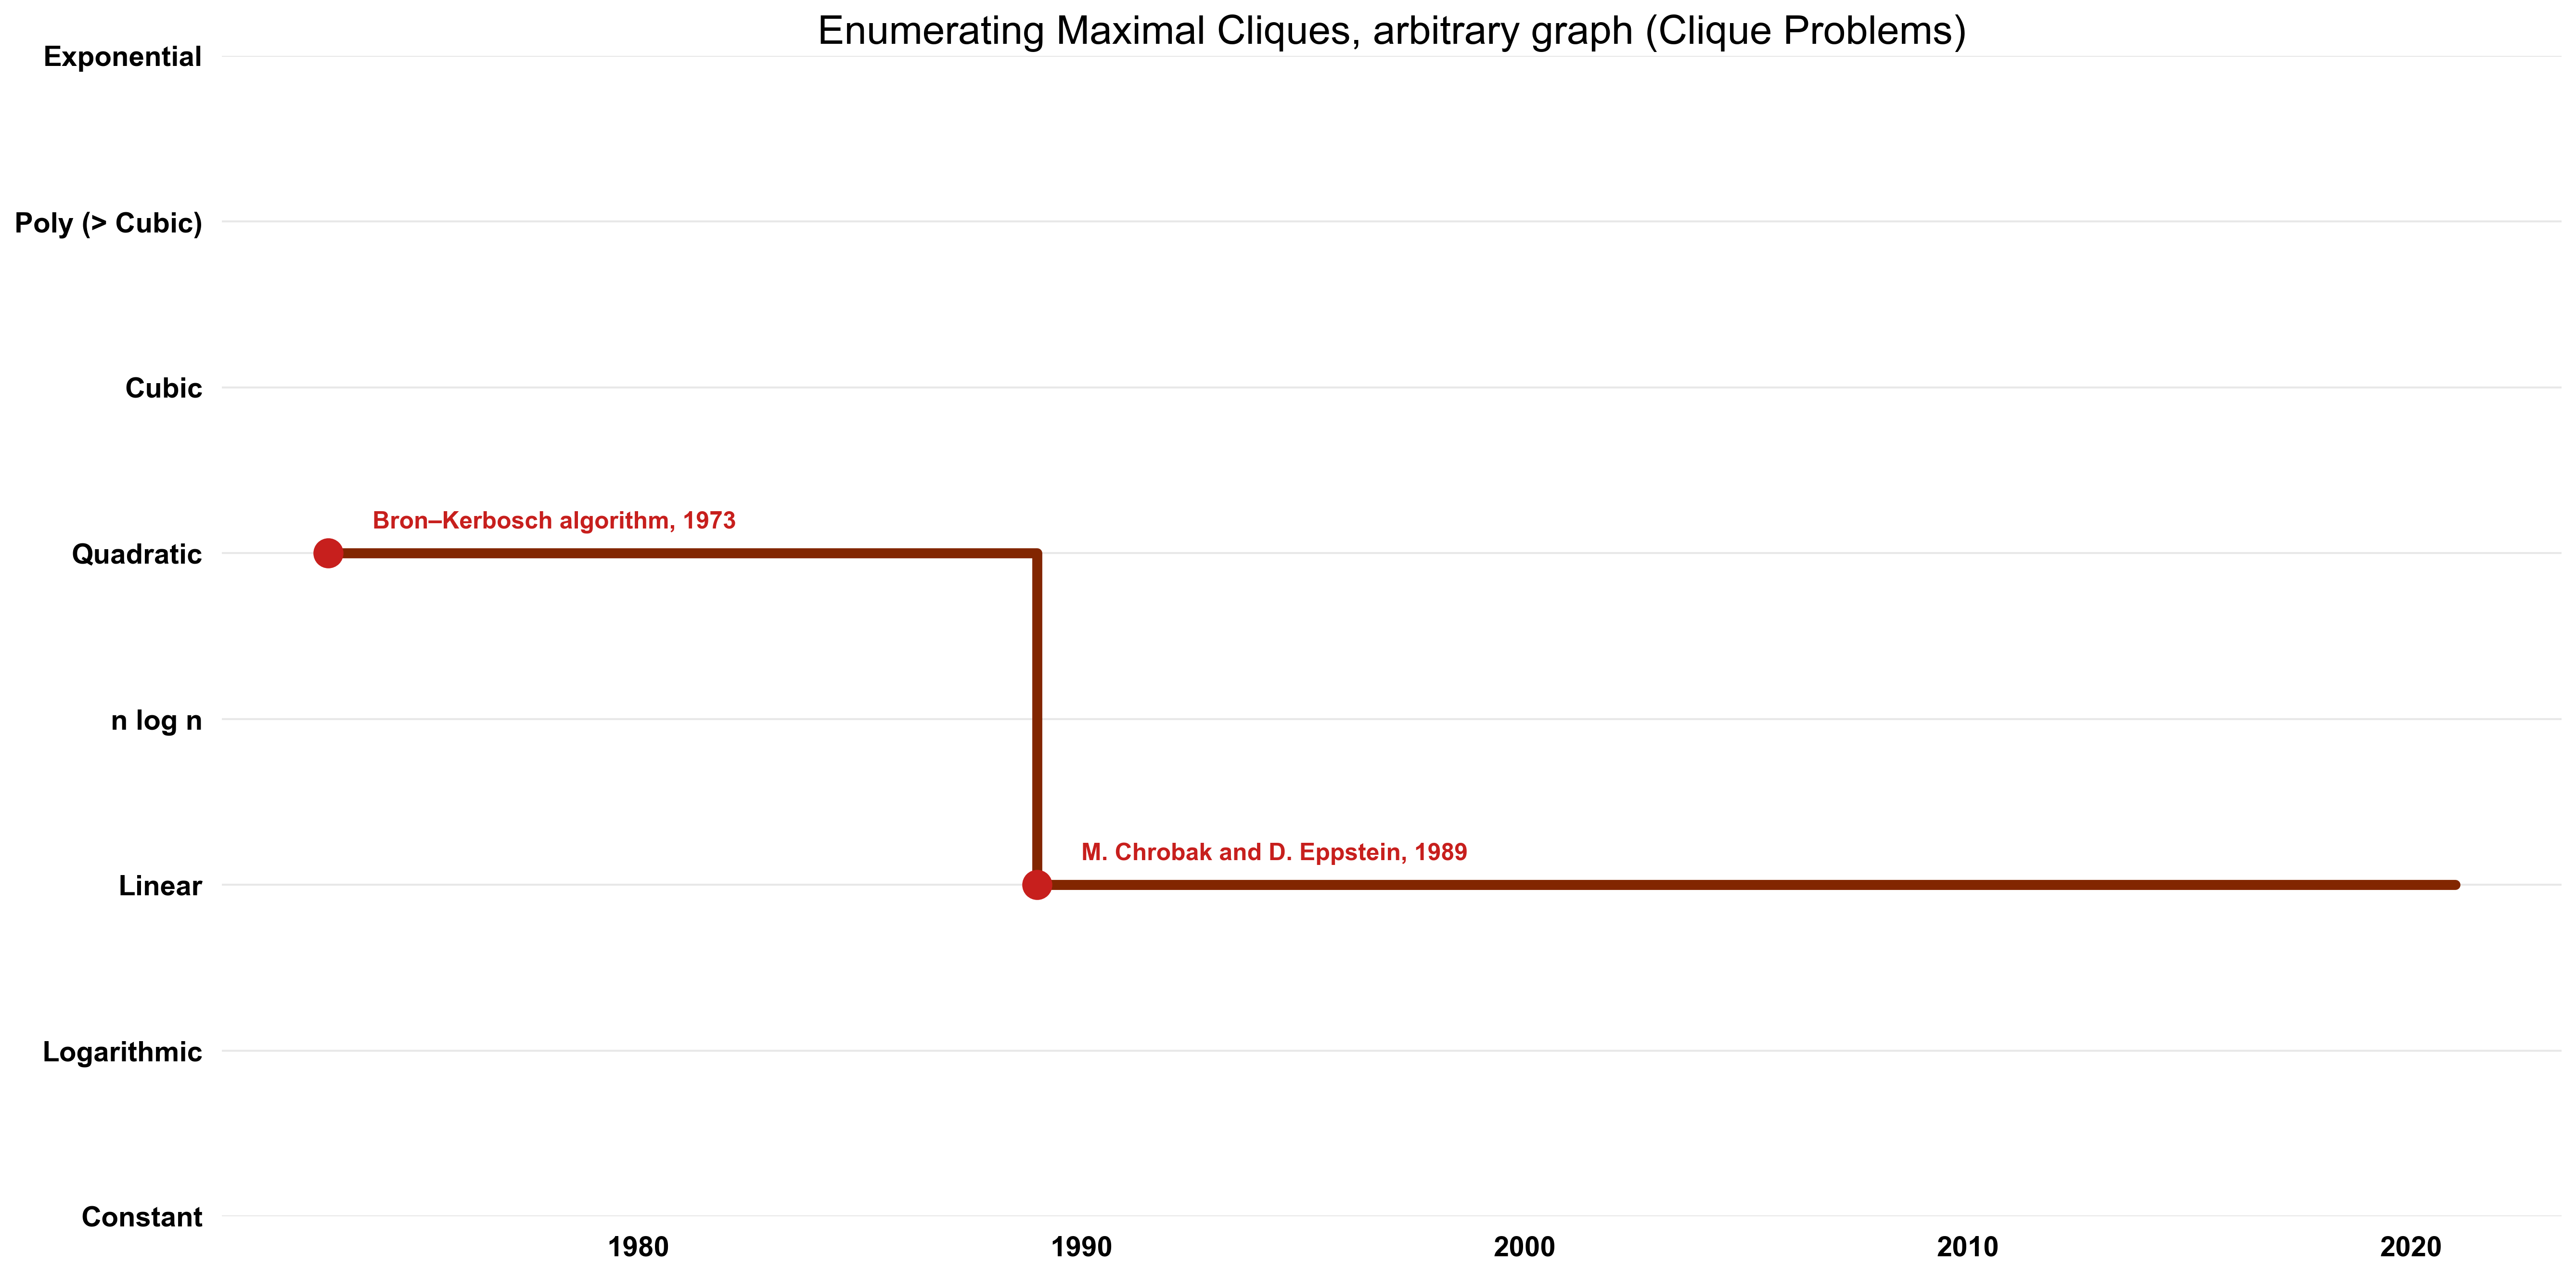 Enumerating Maximal Cliques, arbitrary graph (Clique Problems)
Exponential
Poly (> Cubic)
Cubic
Bron–Kerbosch algorithm, 1973
Quadratic
n log n
M. Chrobak and D. Eppstein, 1989
Linear
Logarithmic
Constant
1980 1990 2000 2010 2020